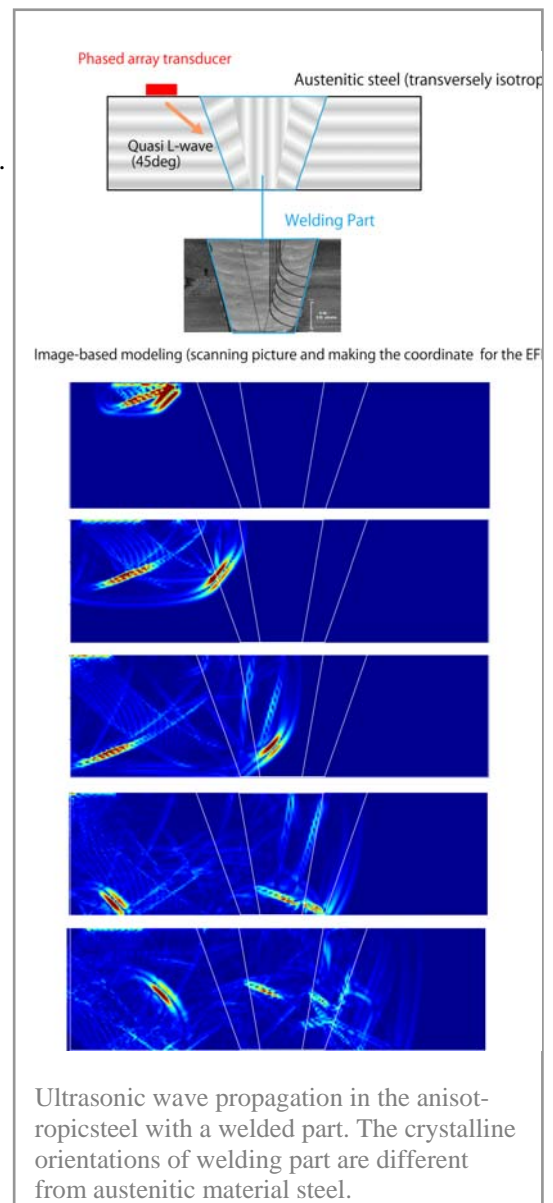 Phased array transducer
Austenitic steel (transversely isotrop
Quasi L-wave
(45deg)
Welding Part
Image-based modeling (scanning picture and making the coordinate for the EFI
Ultrasonic wave propagation in the anisot-
ropicsteel with a welded part. The crystalline
orientations of welding part are different
from austenitic material steel.